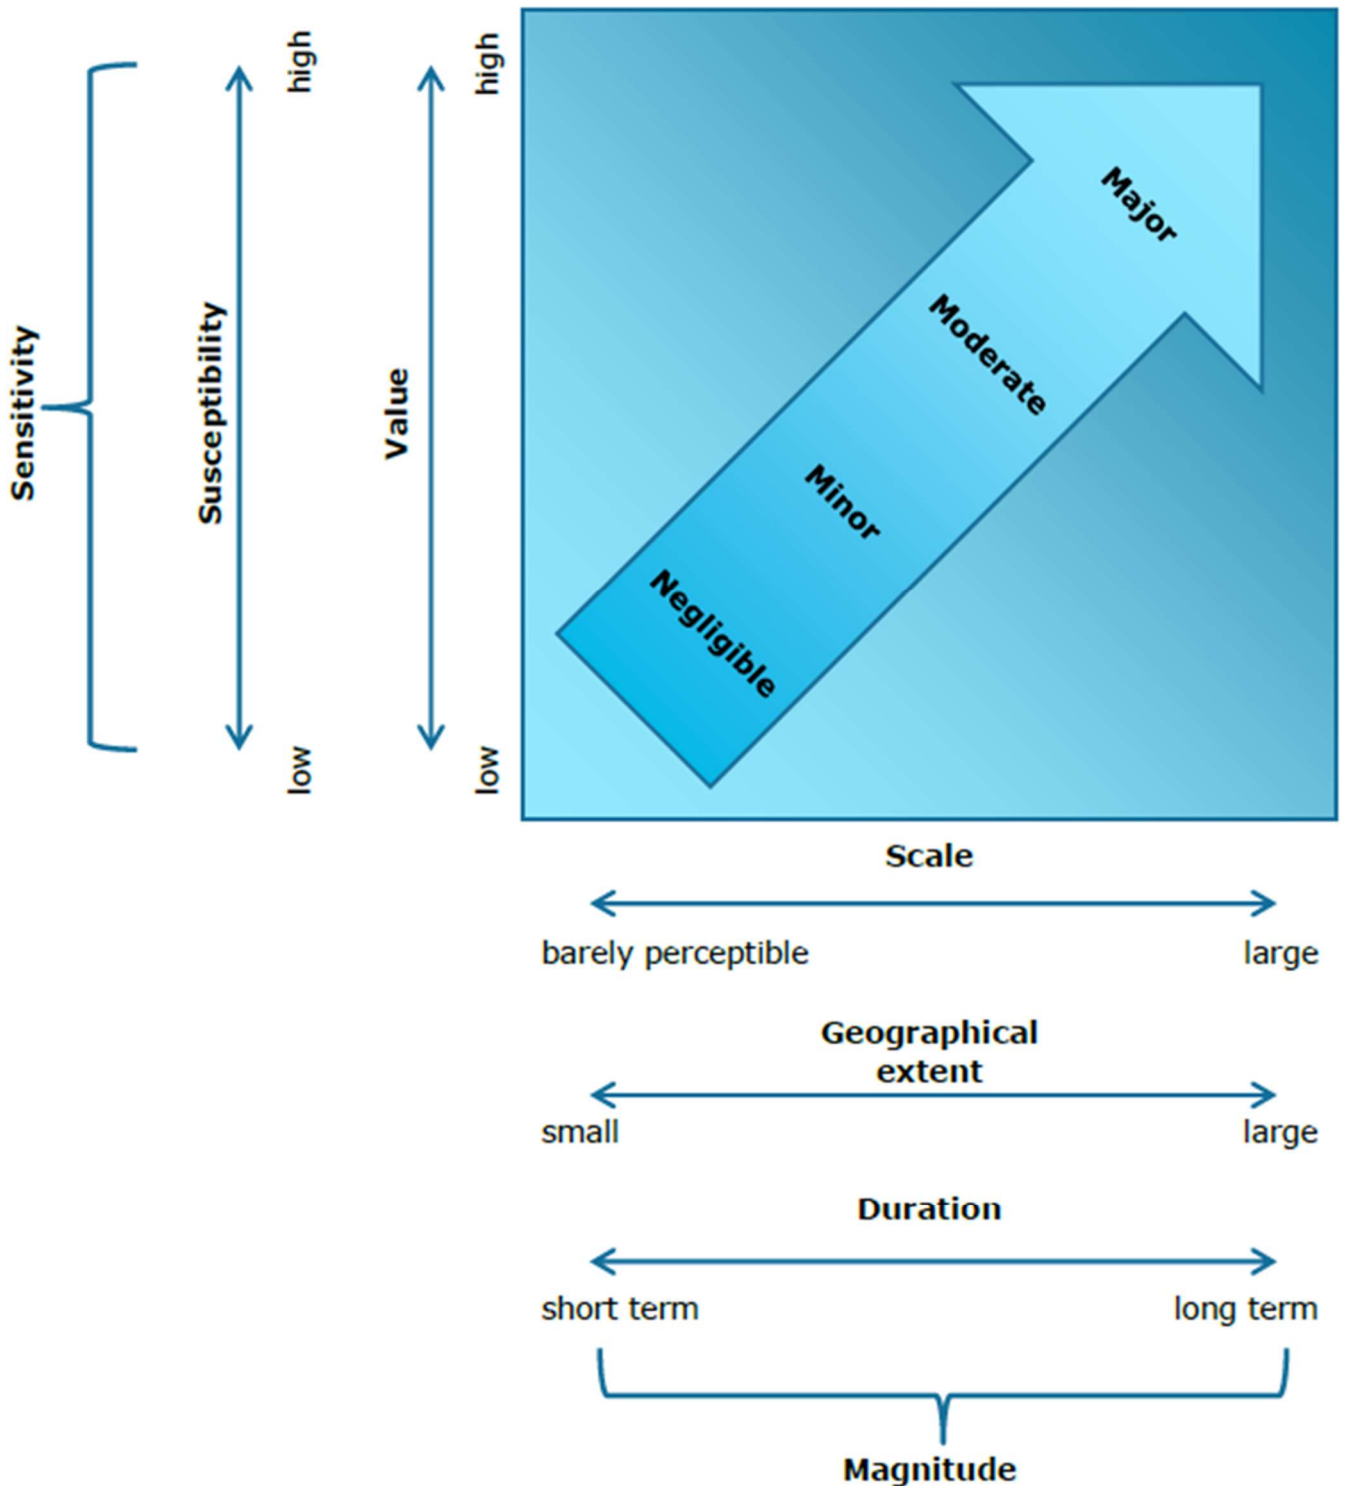 Sensitivity
Susceptibility
high
low
Value
high
low
Major
Moderate
Minor
Negligible
Scale
barely perceptible large
Geographical
extent
small large
Duration
short term long term
Magnitude